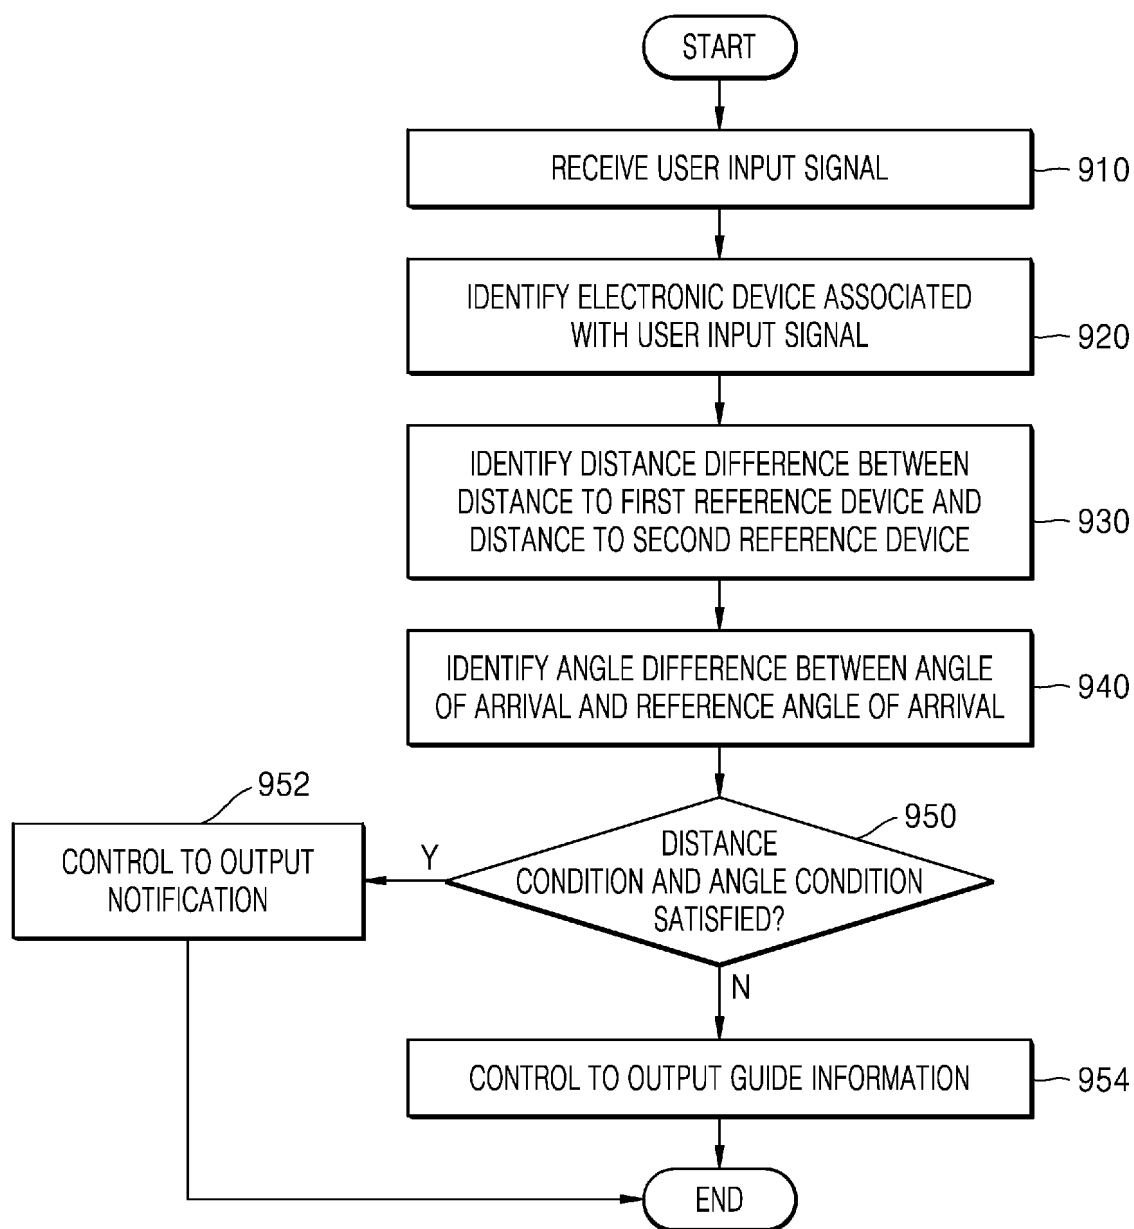 START
RECEIVE USER INPUT SIGNAL
910
IDENTIFY ELECTRONIC DEVICE ASSOCIATED
WITH USER INPUT SIGNAL
920
IDENTIFY DISTANCE DIFFERENCE BETWEEN
DISTANCE TO FIRST REFERENCE DEVICE AND
DISTANCE TO SECOND REFERENCE DEVICE
930
IDENTIFY ANGLE DIFFERENCE BETWEEN ANGLE
OF ARRIVAL AND REFERENCE ANGLE OF ARRIVAL
940
DISTANCE
CONDITION AND ANGLE CONDITION
SATISFIED?
950
Y
CONTROL TO OUTPUT
NOTIFICATION
952
N
CONTROL TO OUTPUT GUIDE INFORMATION
954
END